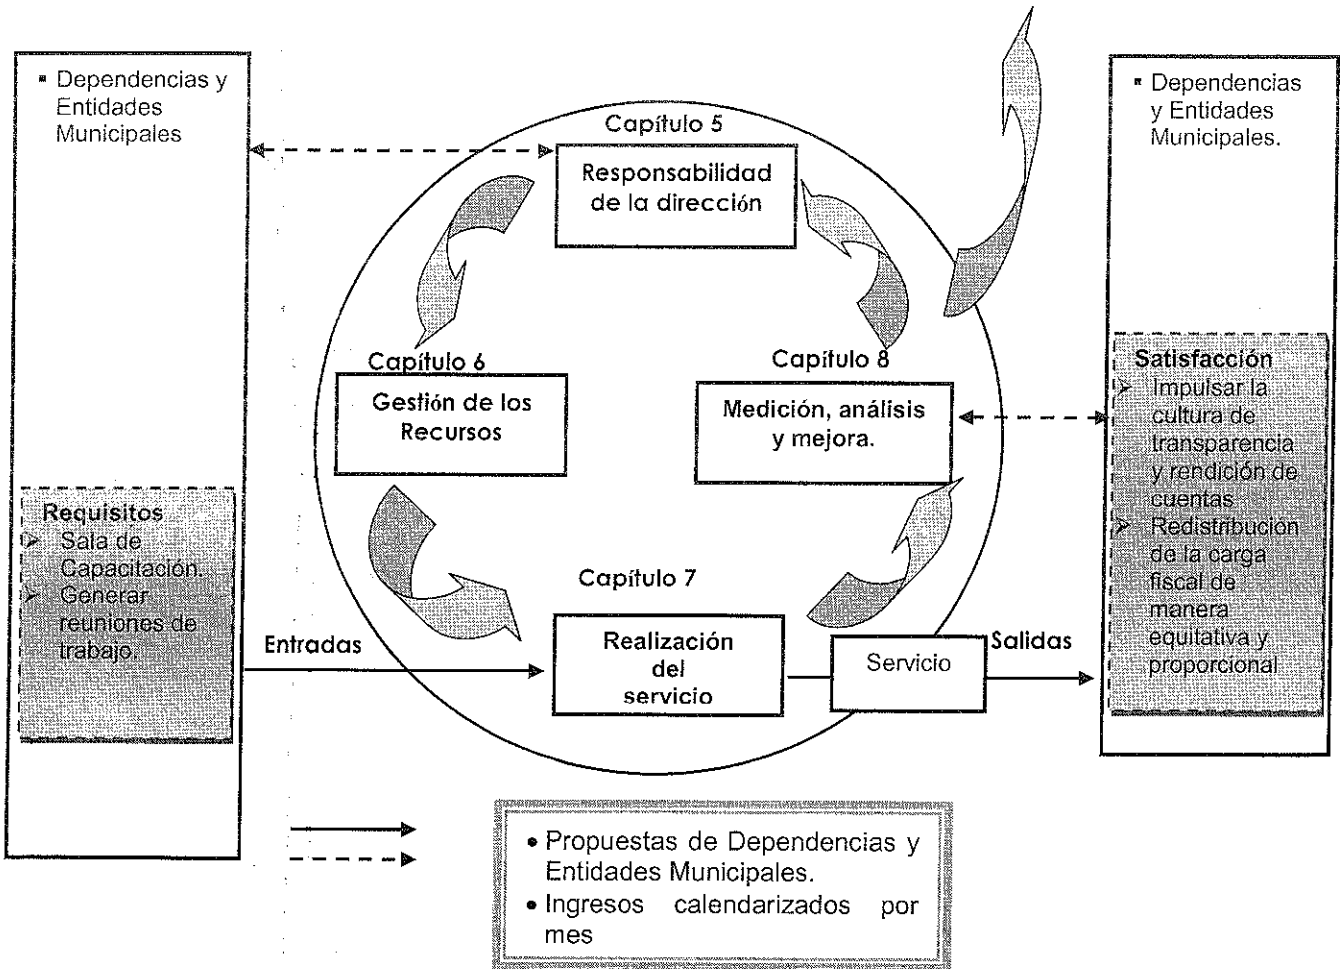 ▪ Dependencias y
Entidades
Municipales
Requisitos
➢ Sala de
Capacitación.
➢ Generar
reuniones de
trabajo.
Entradas
Capítulo 5
Responsabilidad
de la dirección
Capítulo 6
Gestión de los
Recursos
Capítulo 8
Medición, análisis
y mejora.
Capítulo 7
Realización
del
servicio
Servicio
Salidas
▪ Dependencias
y Entidades
Municipales.
Satisfacción
➢ Impulsar la
cultura de
transparencia
y rendición de
cuentas
➢ Redistribución
de la carga
fiscal de
manera
equitativa y
proporcional
• Propuestas de Dependencias y
Entidades Municipales.
• Ingresos calendarizados por
mes